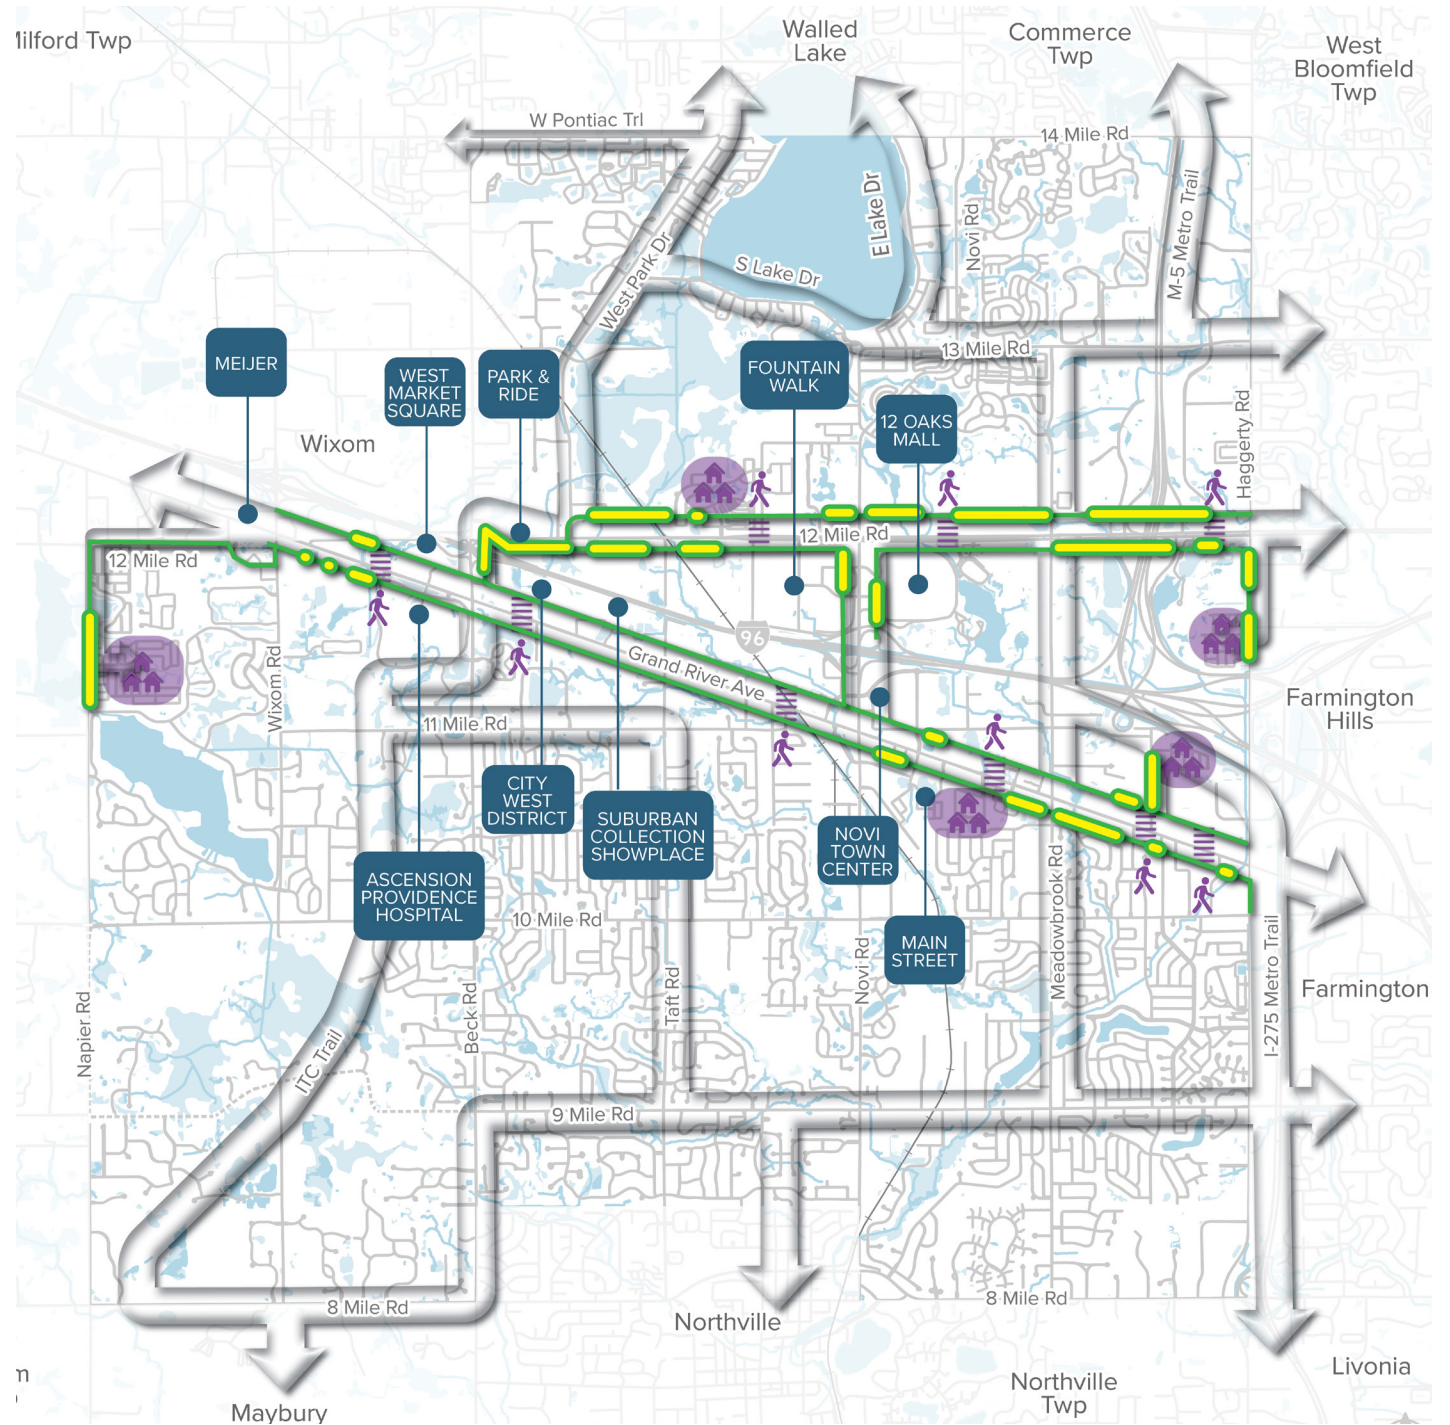 Milford Twp
Walled
Lake
Commerce
Twp
West
Bloomfield
Twp
W Pontiac Trl
14 Mile Rd
E Lake Dr
Novi Rd
M-5 Metro Trail
S Lake Dr
West Park Dr
13 Mile Rd
MEIJER
WEST
MARKET
SQUARE
PARK &
RIDE
FOUNTAIN
WALK
12 OAKS
MALL
Haggerty Rd
Wixom
12 Mile Rd
12 Mile Rd
96
Grand River Ave
Wixom Rd
11 Mile Rd
Farmington
Hills
CITY
WEST
DISTRICT
SUBURBAN
COLLECTION
SHOWPLACE
NOVI
TOWN
CENTER
ASCENSION
PROVIDENCE
HOSPITAL
10 Mile Rd
MAIN
STREET
Meadowbrook Rd
Novi Rd
Taft Rd
Beck Rd
Napier Rd
I-275 Metro Trail
Farmington
ITC Trail
9 Mile Rd
8 Mile Rd
8 Mile Rd
Northville
Livonia
Northville
Twp
Maybury